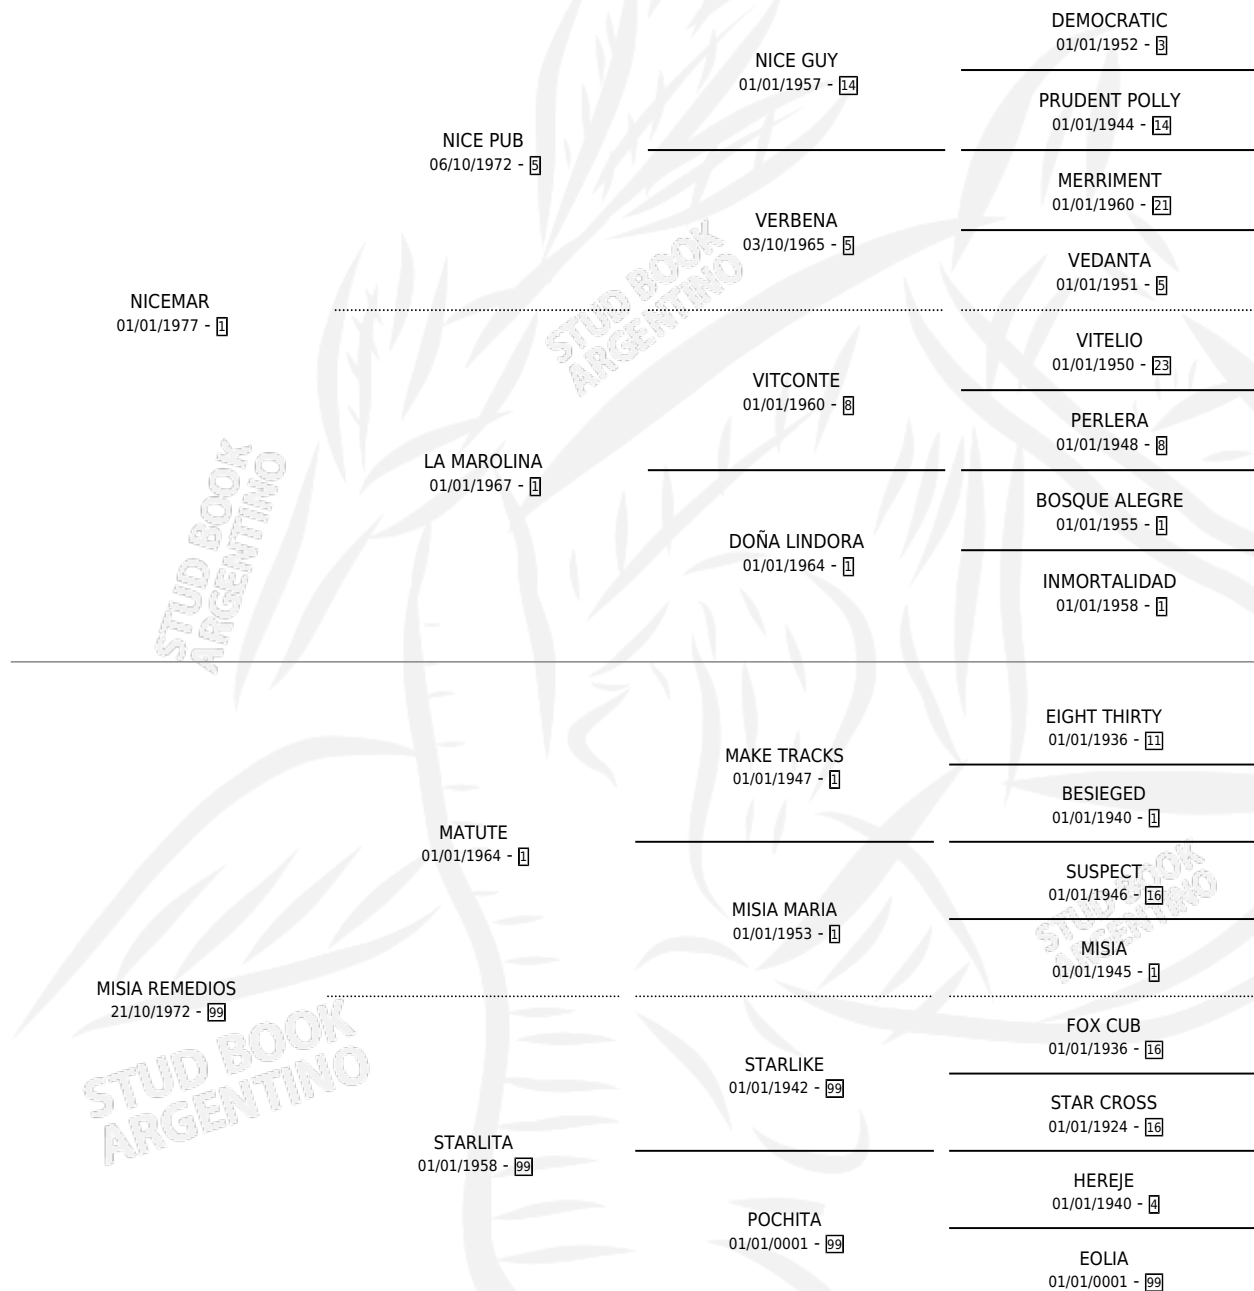 DEMOCRATIC
01/01/1952 - 3
NICE GUY
01/01/1957 - 14
PRUDENT POLLY
01/01/1944 - 14
NICE PUB
06/10/1972 - 5
MERRIMENT
01/01/1960 - 21
VERBENA
03/10/1965 - 5
VEDANTA
01/01/1951 - 5
NICEMAR
01/01/1977 - 1
VITELIO
01/01/1950 - 23
VITCONTE
01/01/1960 - 8
PERLERA
01/01/1948 - 8
LA MAROLINA
01/01/1967 - 1
BOSQUE ALEGRE
01/01/1955 - 1
DOÑA LINDORA
01/01/1964 - 1
INMORTALIDAD
01/01/1958 - 1
EIGHT THIRTY
01/01/1936 - 11
MAKE TRACKS
01/01/1947 - 1
BESIEGED
01/01/1940 - 1
MATUTE
01/01/1964 - 1
SUSPECT
01/01/1946 - 16
MISIA MARIA
01/01/1953 - 1
MISIA
01/01/1945 - 1
MISIA REMEDIOS
21/10/1972 - 99
FOX CUB
01/01/1936 - 16
STARLIKE
01/01/1942 - 99
STAR CROSS
01/01/1924 - 16
STARLITA
01/01/1958 - 99
HEREJE
01/01/1940 - 4
POCHITA
01/01/0001 - 99
EOLIA
01/01/0001 - 99
STUD BOOK
ARGENTINO
STUD BOOK
ARGENTINO
STUD BOOK
ARGENTINO
STUD BOOK
ARGENTINO